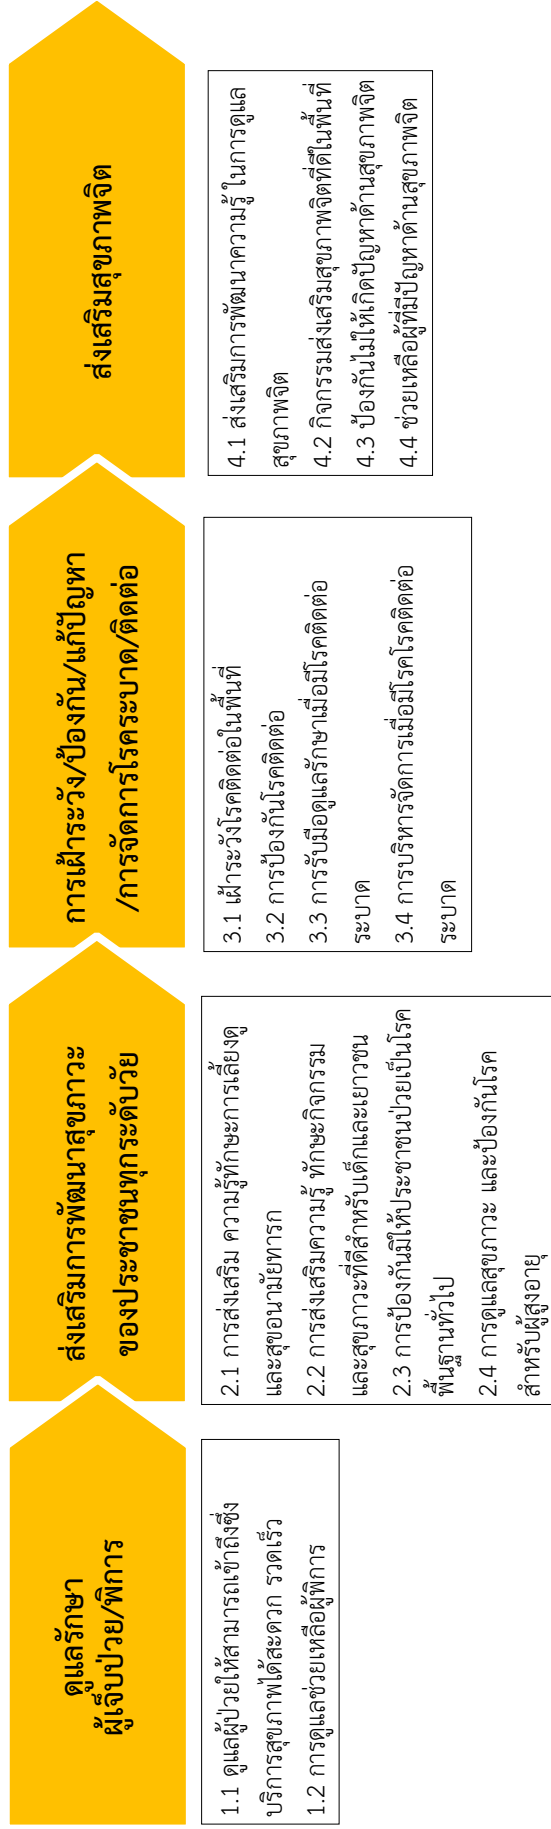 ดูแลรักษา
ผู้เจ็บป่วย/พิการ
1.1 ดูแลผู้ป่วยให้สามารถเข้าถึงซึ่ง
บริการสุขภาพได้สะดวก รวดเร็ว
1.2 การดูแลช่วยเหลือผู้พิการ
ส่งเสริมการพัฒนาสุขภาวะ
ของประชาชนทุกระดับวัย
2.1 การส่งเสริม ความรู้ทักษะการเลี้ยงดู
และสุขอนามัยทารก
2.2 การส่งเสริมความรู้ ทักษะกิจกรรม
และสุขภาวะที่ดีสำหรับเด็กและเยาวชน
2.3 การป้องกันมิให้ประชาชนป่วยเป็นโรค
พื้นฐานทั่วไป
2.4 การดูแลสุขภาวะ และป้องกันโรค
สำหรับผู้สูงอายุ
การเฝ้าระวัง/ป้องกัน/แก้ปัญหา
/การจัดการโรคระบาด/ติดต่อ
3.1 เฝ้าระวังโรคติดต่อในพื้นที่
3.2 การป้องกันโรคติดต่อ
3.3 การรับมือดูแลรักษาเมื่อมีโรคติดต่อ
ระบาด
3.4 การบริหารจัดการเมื่อมีโรคโรคติดต่อ
ระบาด
ส่งเสริมสุขภาพจิต
4.1 ส่งเสริมการพัฒนาความรู้ ในการดูแล
สุขภาพจิต
4.2 กิจกรรมส่งเสริมสุขภาพจิตที่ดีในพื้นที่
4.3 ป้องกันไม่ให้เกิดปัญหาด้านสุขภาพจิต
4.4 ช่วยเหลือผู้ที่มีปัญหาด้านสุขภาพจิต